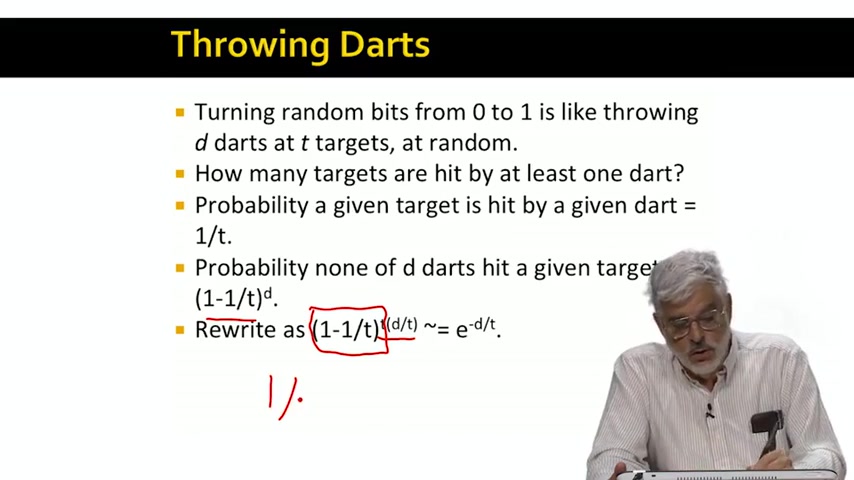 Throwing Darts
Turning random bits from 0 to 1 is like throwing
d darts at t targets, at random.
How many targets are hit by at least one dart?
Probability a given target is hit by a given dart =
1/t.
Probability none of d darts hit a given target
(1-1/t)ᵈ.
Rewrite as (1-1/t)ᵗ⁽ᵈ/ᵗ⁾ ~= e⁻ᵈ/ᵗ.
1/